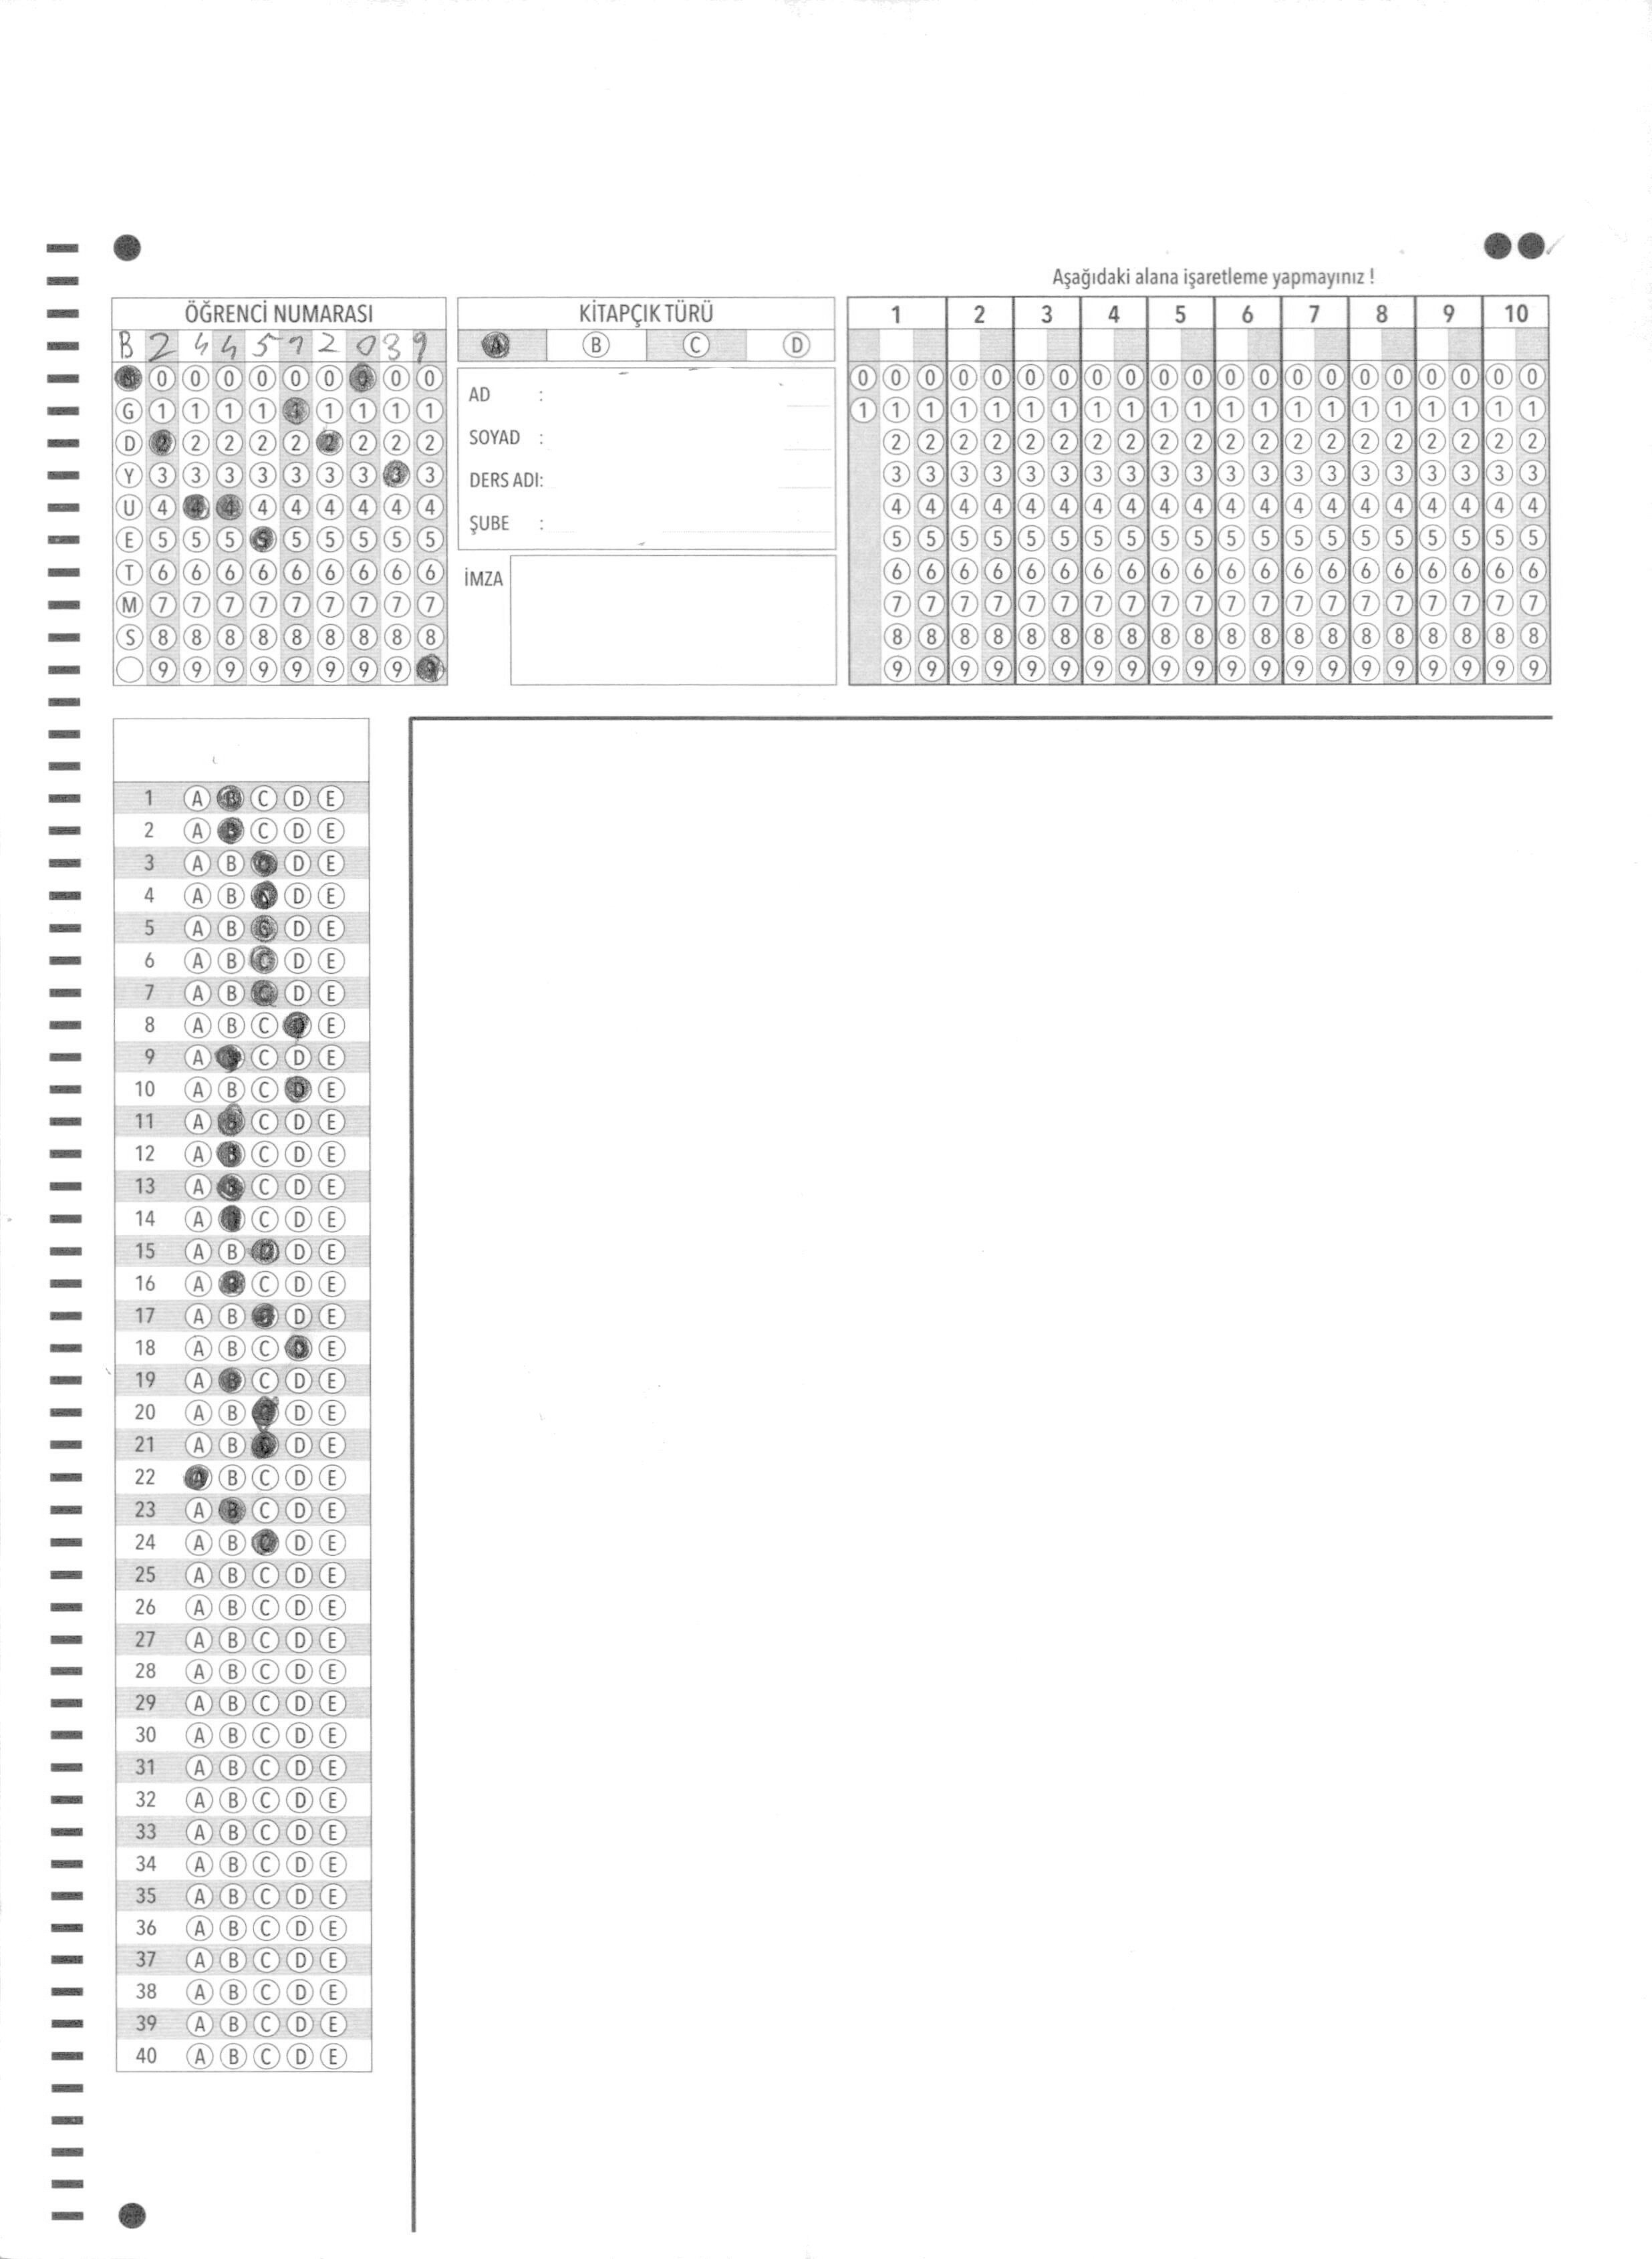 Aşağıdaki alana işaretleme yapmayınız !
ÖĞRENCİ NUMARASI
B 2 4 4 5 1 2 0 3 9
0 0 0 0 0 0 0 0 0
G 1 1 1 1 1 1 1 1 1
D 2 2 2 2 2 2 2 2 2
Y 3 3 3 3 3 3 3 3 3
U 4 4 4 4 4 4 4 4 4
E 5 5 5 5 5 5 5 5 5
T 6 6 6 6 6 6 6 6 6
M 7 7 7 7 7 7 7 7 7
S 8 8 8 8 8 8 8 8 8
9 9 9 9 9 9 9 9 9
KİTAPÇIK TÜRÜ
A B C D
AD :
SOYAD :
DERS ADI:
ŞUBE :
İMZA
1 2 3 4 5 6 7 8 9 10
0 0 0 0 0 0 0 0 0 0 0 0 0 0 0 0 0 0 0 0 0
1 1 1 1 1 1 1 1 1 1 1 1 1 1 1 1 1 1 1 1 1
2 2 2 2 2 2 2 2 2 2 2 2 2 2 2 2 2 2 2 2
3 3 3 3 3 3 3 3 3 3 3 3 3 3 3 3 3 3 3 3
4 4 4 4 4 4 4 4 4 4 4 4 4 4 4 4 4 4 4 4
5 5 5 5 5 5 5 5 5 5 5 5 5 5 5 5 5 5 5 5
6 6 6 6 6 6 6 6 6 6 6 6 6 6 6 6 6 6 6 6
7 7 7 7 7 7 7 7 7 7 7 7 7 7 7 7 7 7 7 7
8 8 8 8 8 8 8 8 8 8 8 8 8 8 8 8 8 8 8 8
9 9 9 9 9 9 9 9 9 9 9 9 9 9 9 9 9 9 9 9
1 A B C D E
2 A B C D E
3 A B C D E
4 A B C D E
5 A B C D E
6 A B C D E
7 A B C D E
8 A B C D E
9 A B C D E
10 A B C D E
11 A B C D E
12 A B C D E
13 A B C D E
14 A B C D E
15 A B C D E
16 A B C D E
17 A B C D E
18 A B C D E
19 A B C D E
20 A B C D E
21 A B C D E
22 A B C D E
23 A B C D E
24 A B C D E
25 A B C D E
26 A B C D E
27 A B C D E
28 A B C D E
29 A B C D E
30 A B C D E
31 A B C D E
32 A B C D E
33 A B C D E
34 A B C D E
35 A B C D E
36 A B C D E
37 A B C D E
38 A B C D E
39 A B C D E
40 A B C D E